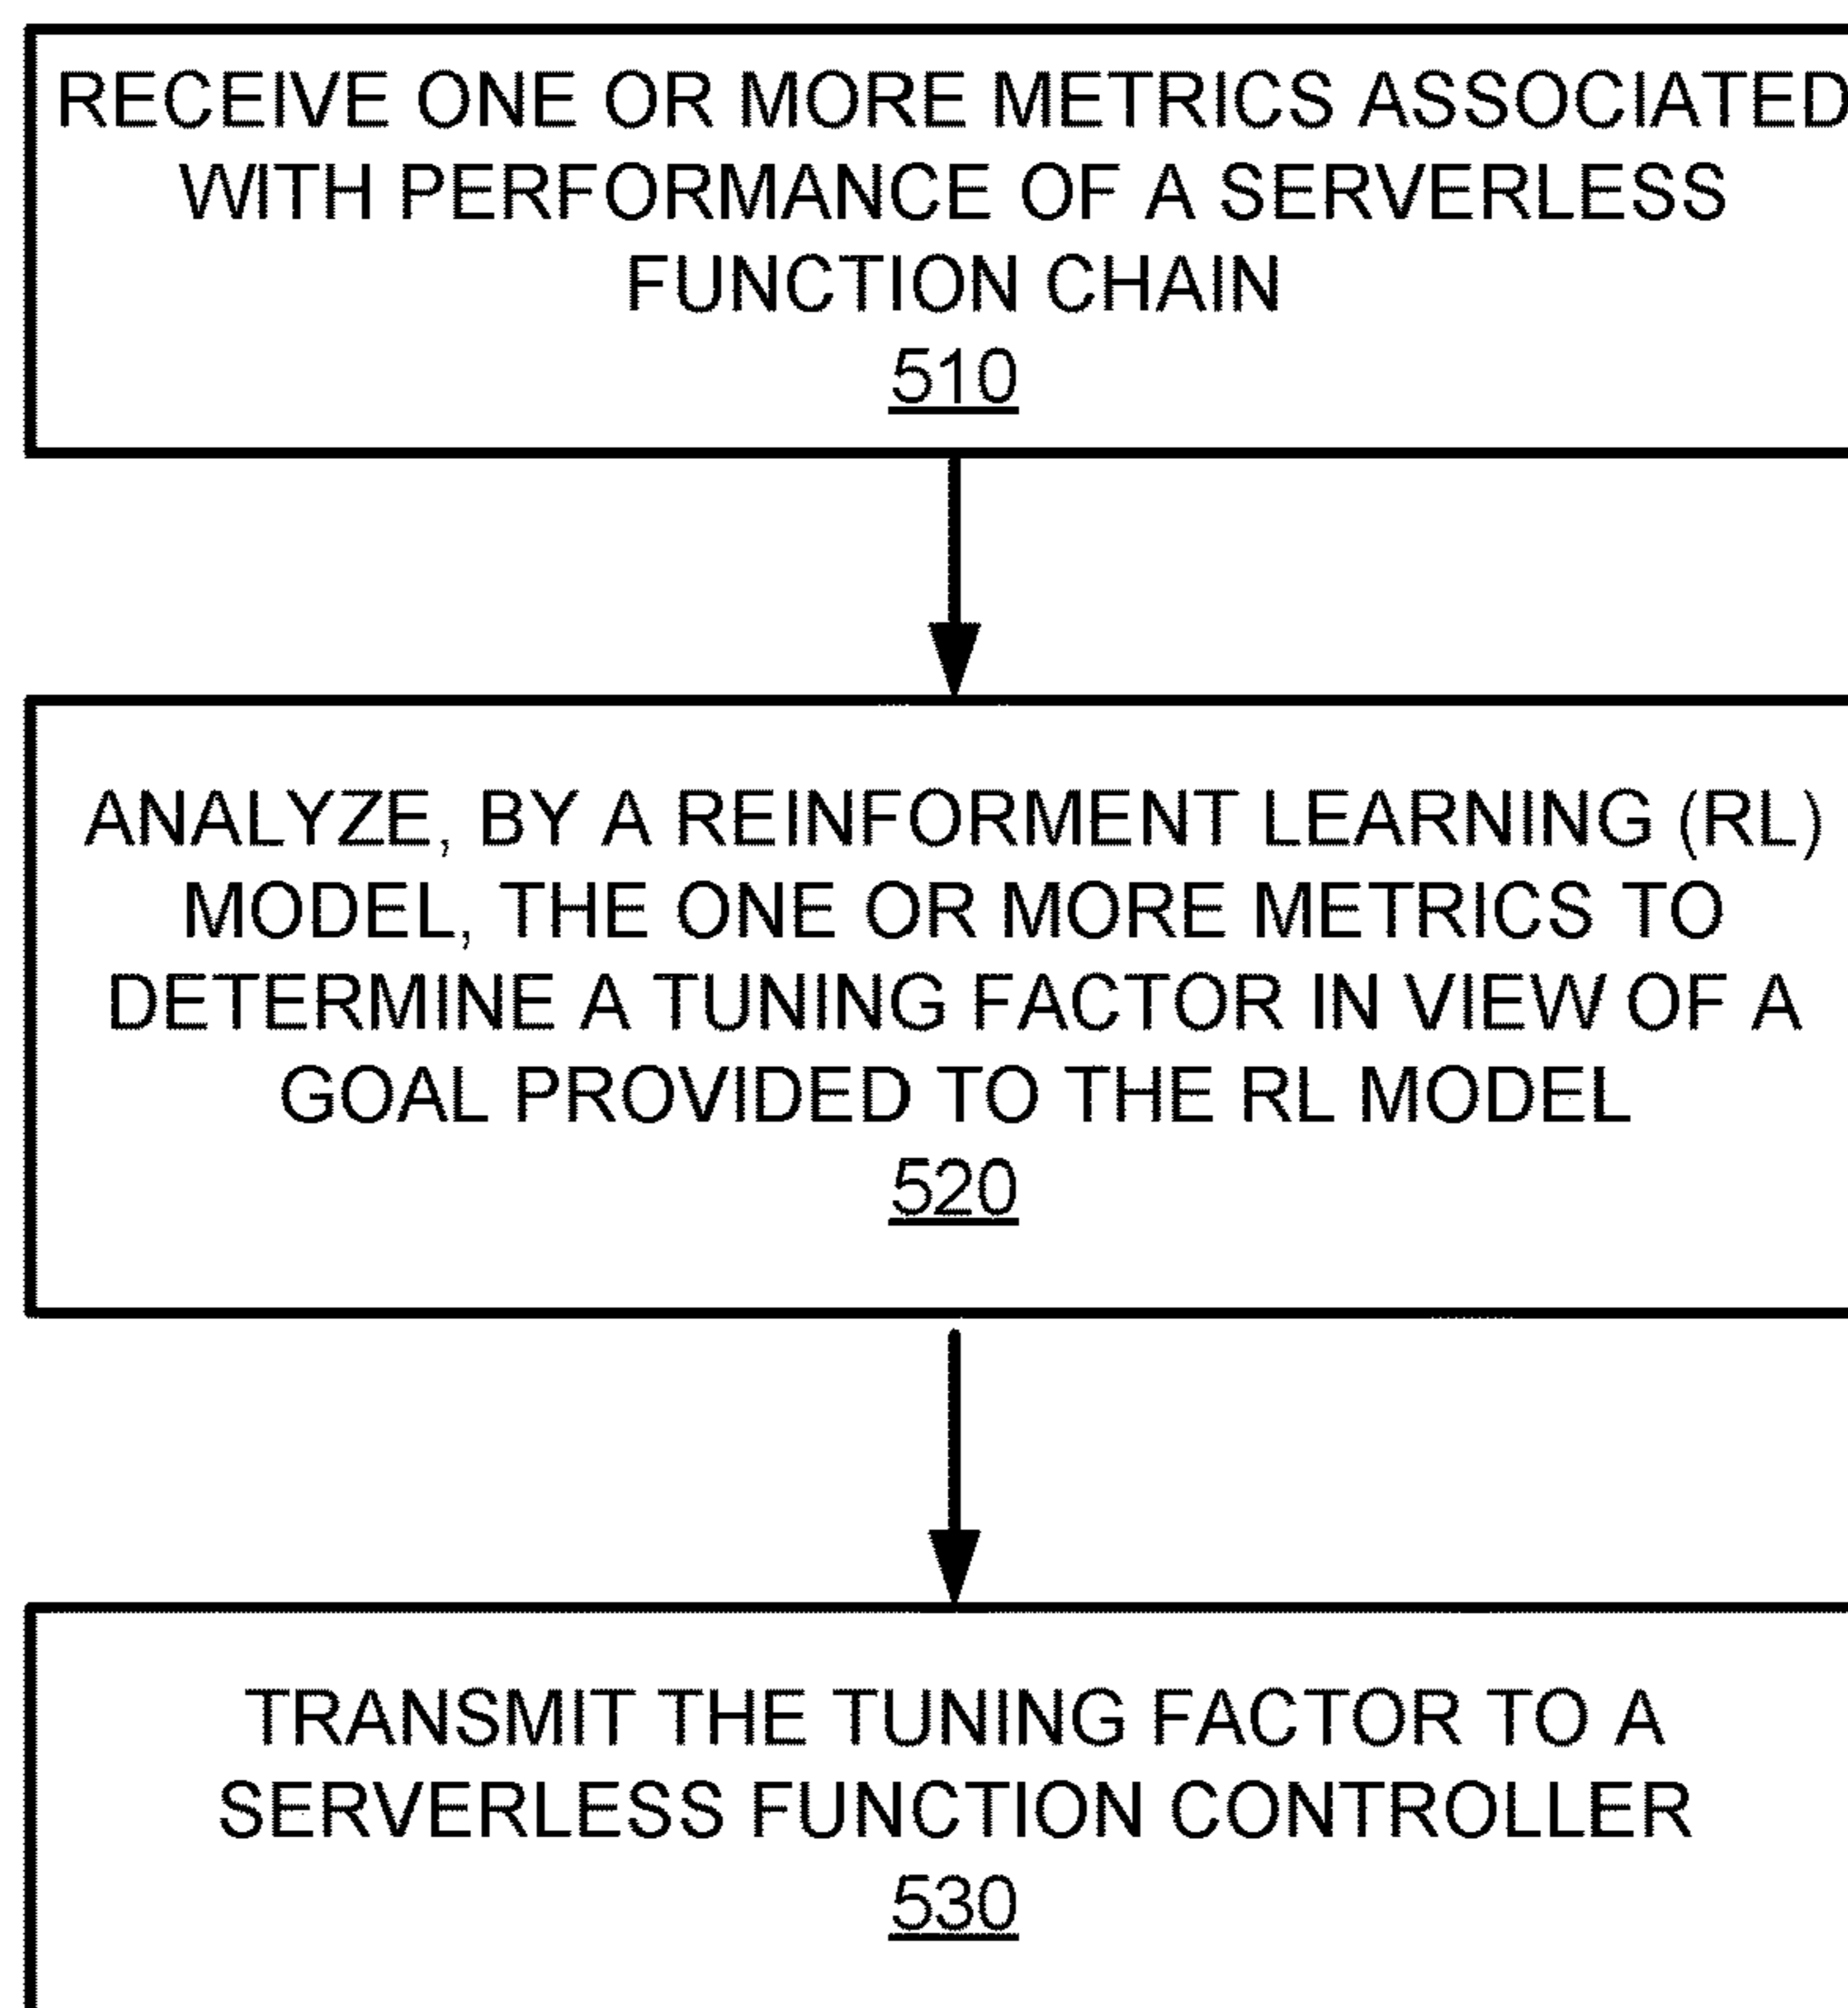 RECEIVE ONE OR MORE METRICS ASSOCIATED
WITH PERFORMANCE OF A SERVERLESS
FUNCTION CHAIN
510
ANALYZE, BY A REINFORMENT LEARNING (RL)
MODEL, THE ONE OR MORE METRICS TO
DETERMINE A TUNING FACTOR IN VIEW OF A
GOAL PROVIDED TO THE RL MODEL
520
TRANSMIT THE TUNING FACTOR TO A
SERVERLESS FUNCTION CONTROLLER
530